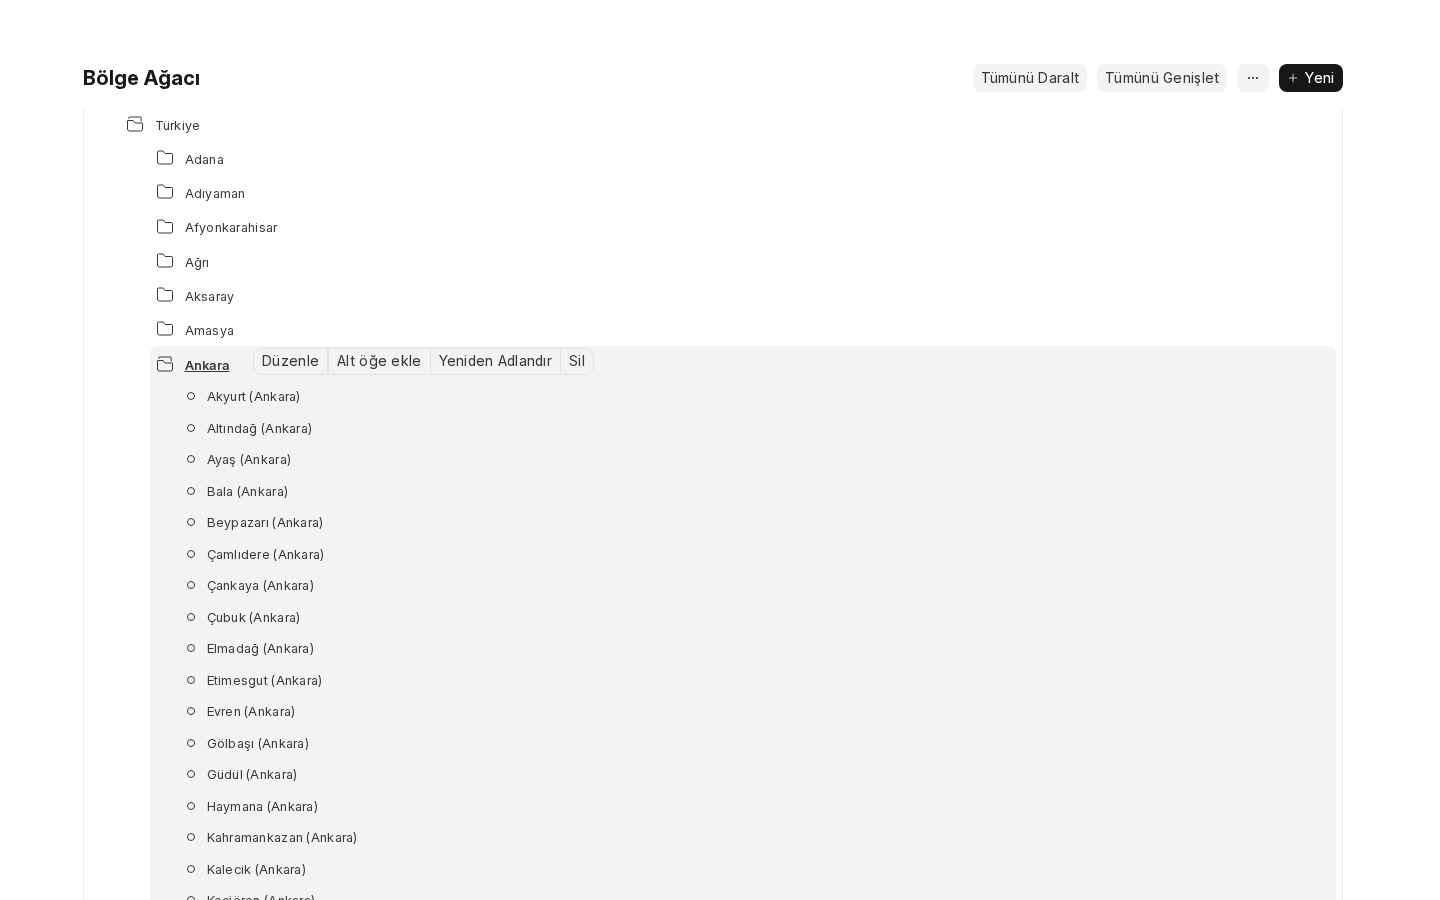 Bölge Ağacı
Tümünü Daralt
Tümünü Genişlet
Yeni
Türkiye
Adana
Adıyaman
Afyonkarahisar
Ağrı
Aksaray
Amasya
Ankara
Düzenle
Alt öğe ekle
Yeniden Adlandır
Sil
Akyurt (Ankara)
Altındağ (Ankara)
Ayaş (Ankara)
Bala (Ankara)
Beypazarı (Ankara)
Çamlıdere (Ankara)
Çankaya (Ankara)
Çubuk (Ankara)
Elmadağ (Ankara)
Etimesgut (Ankara)
Evren (Ankara)
Gölbaşı (Ankara)
Güdül (Ankara)
Haymana (Ankara)
Kahramankazan (Ankara)
Kalecik (Ankara)
Keçiören (Ankara)